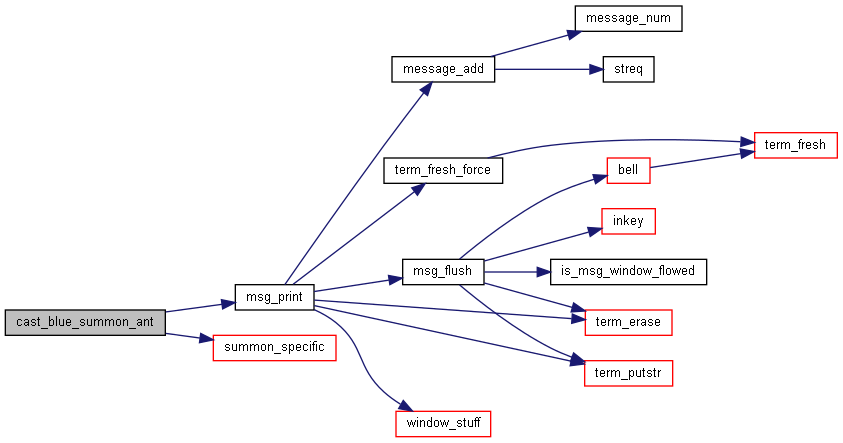 message_num
message_add
streq
term_fresh
term_fresh_force
bell
inkey
msg_flush
is_msg_window_flowed
msg_print
cast_blue_summon_ant
term_erase
summon_specific
term_putstr
window_stuff